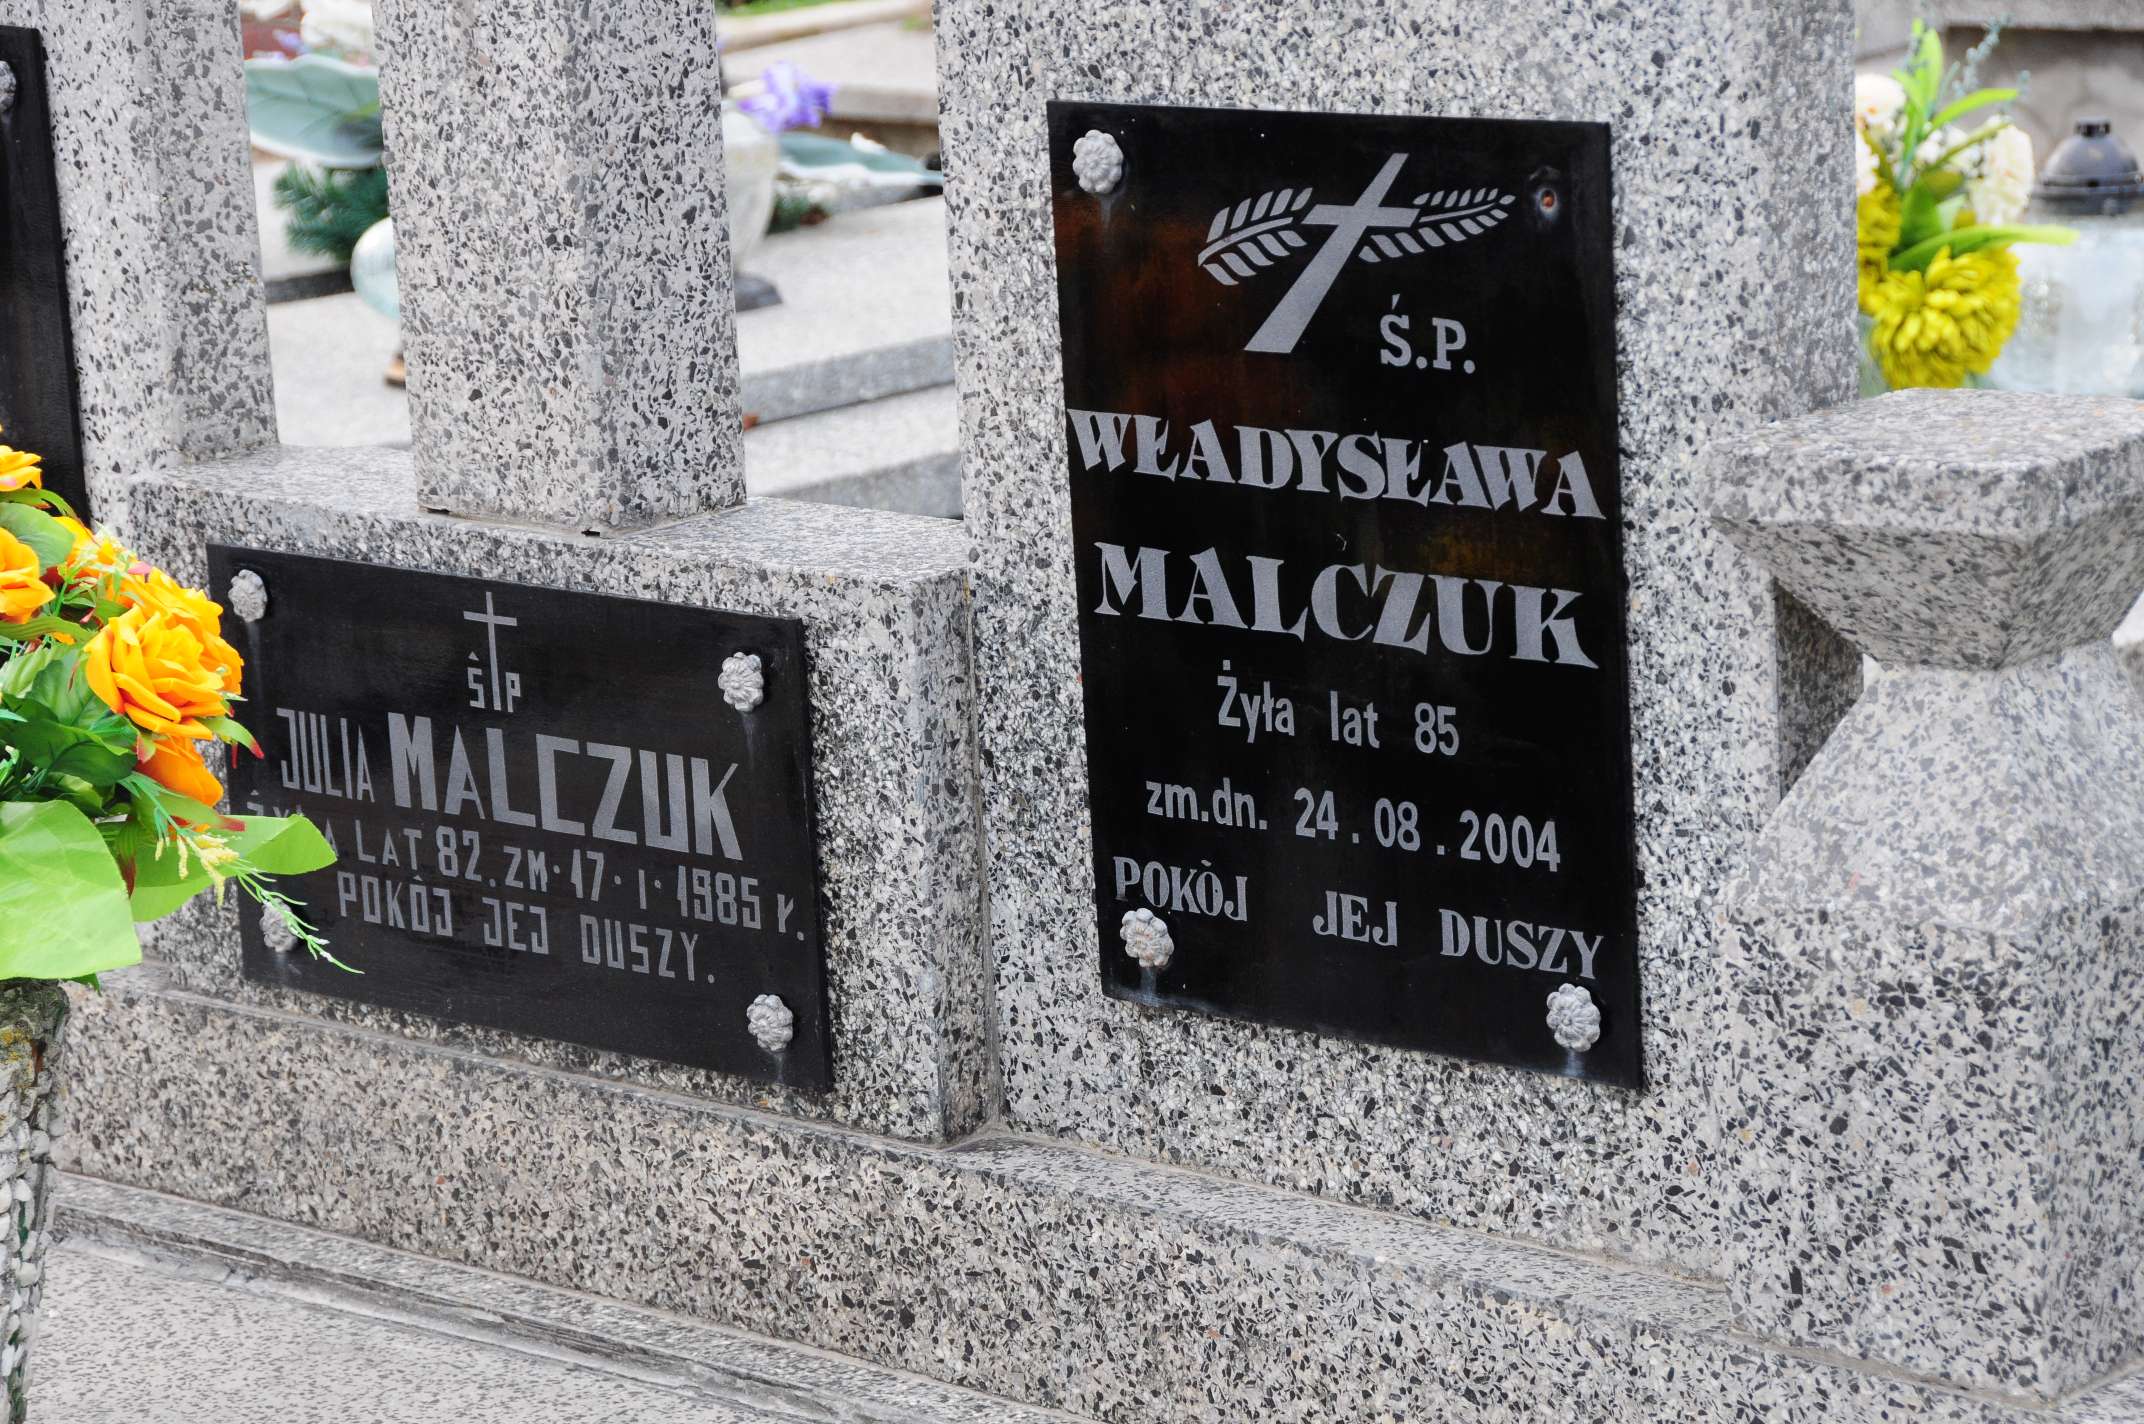 ŚP
JULIA MALCZUK
LAT 82. ZM. 17. I. 1985 r.
POKÓJ JEJ DUSZY.
Ś.P.
WŁADYSŁAWA
MALCZUK
Żyła lat 85
zm.dn. 24.08.2004
POKÒJ JEJ DUSZY